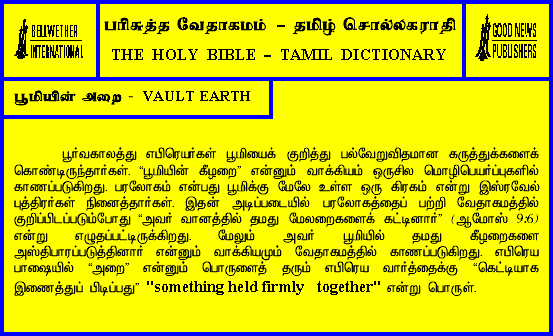 BELLWETHER
INTERNATIONAL
பரிசுத்த வேதாகமம் – தமிழ் சொல்லகராதி
THE HOLY BIBLE – TAMIL DICTIONARY
GOOD NEWS
PUBLISHERS
பூமியின் அறை - VAULT EARTH
பூர்வகாலத்து எபிரெயர்கள் பூமியைக் குறித்து பல்வேறுவிதமான கருத்துக்களைக்
கொண்டிருந்தார்கள். “பூமியின் கீழறை” என்னும் வாக்கியம் ஒருசில மொழிபெயர்ப்புகளில்
காணப்படுகிறது. பரலோகம் என்பது பூமிக்கு மேலே உள்ள ஒரு கிரகம் என்று இஸ்ரவேல்
புத்திரர்கள் நினைத்தார்கள். இதன் அடிப்படையில் பரலோகத்தைப் பற்றி வேதாகமத்தில்
குறிப்பிடப்படும்போது “அவர் வானத்தில் தமது மேலறைகளைக் கட்டினார்” (ஆமோஸ் 9:6)
என்று எழுதப்பட்டிருக்கிறது. மேலும் அவர் பூமியில் தமது கீழறைகளை
அஸ்திபாரப்படுத்தினார் என்னும் வாக்கியமும் வேதாகமத்தில் காணப்படுகிறது. எபிரெய
பாஷையில் “அறை” என்னும் பொருளைத் தரும் எபிரெய வார்த்தைக்கு “கெட்டியாக
இணைத்துப் பிடிப்பது” "something held firmly together" என்று பொருள்.